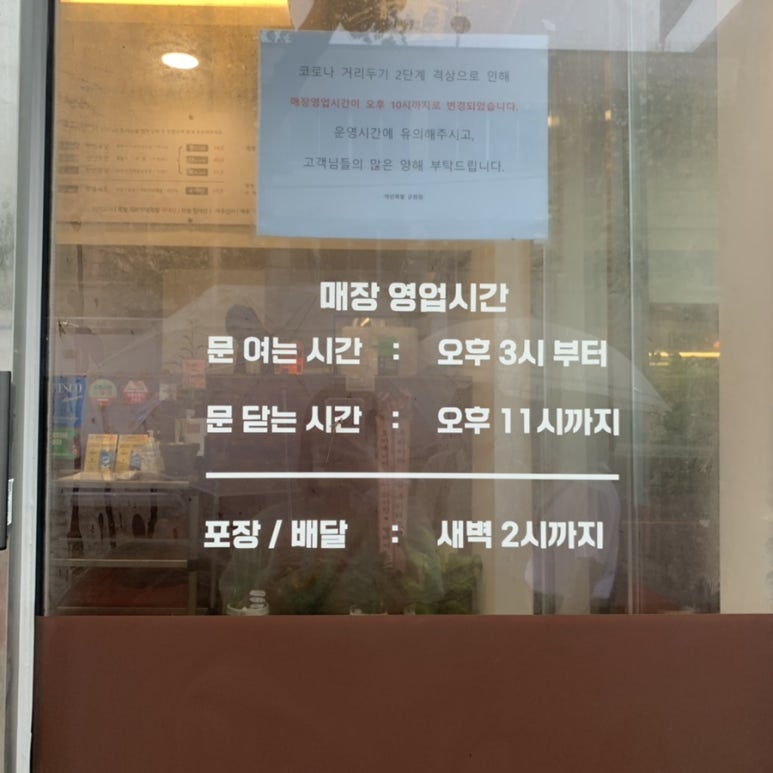 코로나 거리두기 2단계 격상으로 인해
매장영업시간이 오후 10시까지로 변경되었습니다.
운영시간에 유의해주시고,
고객님들의 많은 양해 부탁드립니다.
매장 영업시간
문 여는 시간 : 오후 3시 부터
문 닫는 시간 : 오후 11시까지
포장 / 배달 : 새벽 2시까지